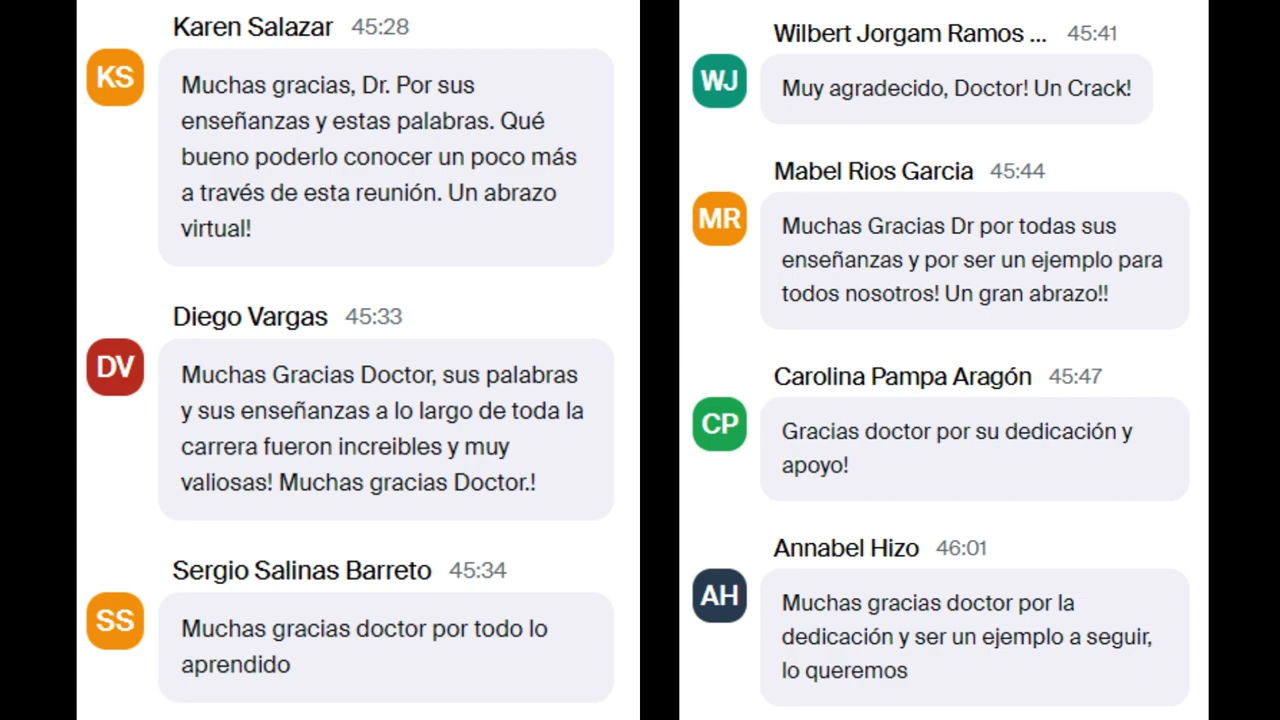 Karen Salazar 45:28
KS
Muchas gracias, Dr. Por sus
enseñanzas y estas palabras. Qué
bueno poderlo conocer un poco más
a través de esta reunión. Un abrazo
virtual!
Diego Vargas 45:33
DV
Muchas Gracias Doctor, sus palabras
y sus enseñanzas a lo largo de toda la
carrera fueron increibles y muy
valiosas! Muchas gracias Doctor.!
Sergio Salinas Barreto 45:34
SS
Muchas gracias doctor por todo lo
aprendido
Wilbert Jorgam Ramos ... 45:41
WJ
Muy agradecido, Doctor! Un Crack!
Mabel Rios Garcia 45:44
MR
Muchas Gracias Dr por todas sus
enseñanzas y por ser un ejemplo para
todos nosotros! Un gran abrazo!!
Carolina Pampa Aragón 45:47
CP
Gracias doctor por su dedicación y
apoyo!
Annabel Hizo 46:01
AH
Muchas gracias doctor por la
dedicación y ser un ejemplo a seguir,
lo queremos